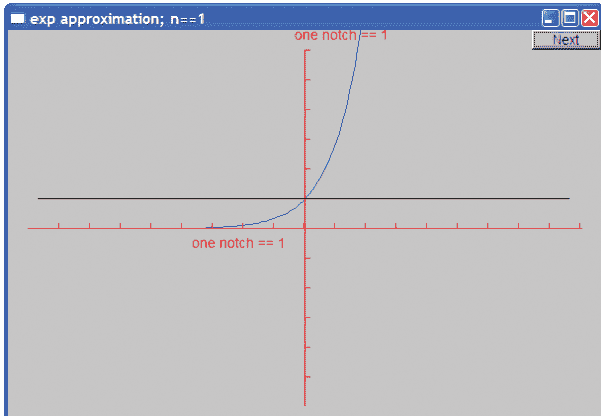 exp approximation; n==1
one notch == 1
Next
one notch == 1